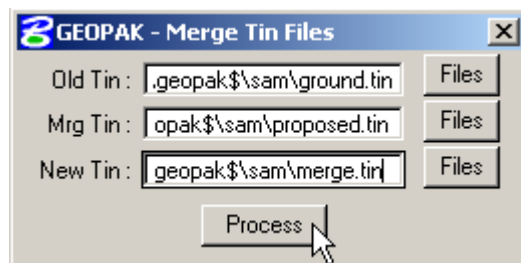 GEOPAK - Merge Tin Files
Old Tin : .geopak$\sam\ground.tin Files
Mrg Tin : opak$\sam\proposed.tin Files
New Tin : geopak$\sam\merge.tin Files
Process